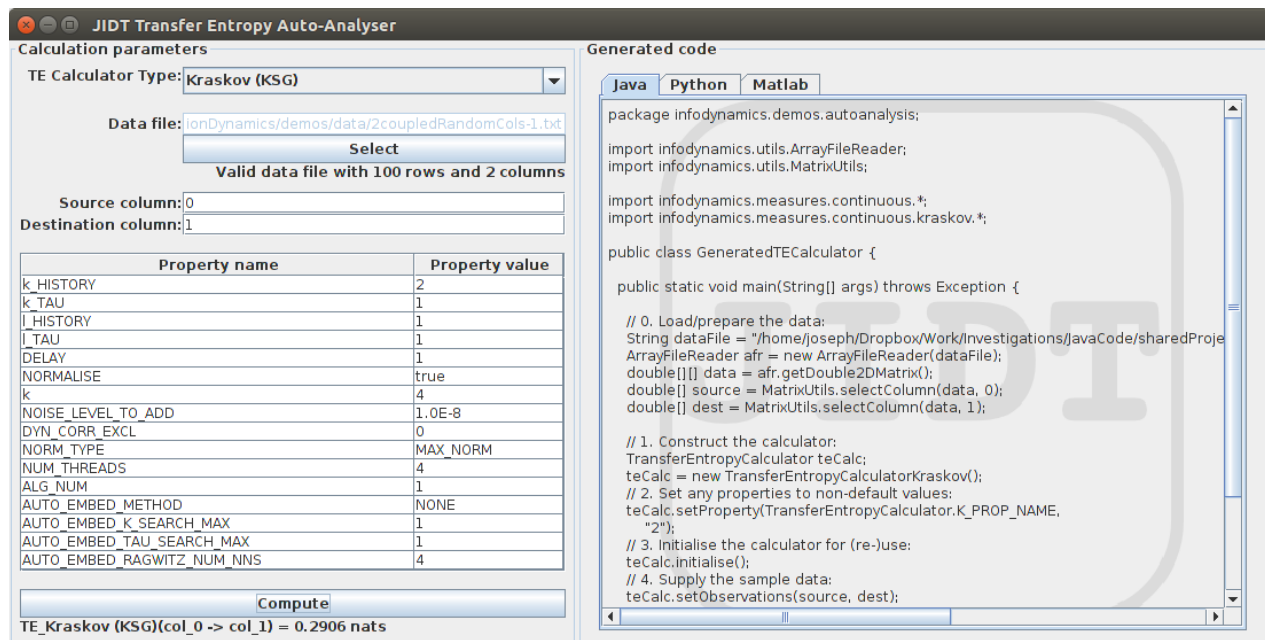 JIDT Transfer Entropy Auto-Analyser
Calculation parameters
TE Calculator Type: Kraskov (KSG)
Data file: ionDynamics/demos/data/2coupledRandomCols-1.txt
Select
Valid data file with 100 rows and 2 columns
Source column: 0
Destination column: 1
Property name Property value
k_HISTORY 2
k_TAU 1
l_HISTORY 1
l_TAU 1
DELAY 1
NORMALISE true
k 4
NOISE_LEVEL_TO_ADD 1.0E-8
DYN_CORR_EXCL 0
NORM_TYPE MAX_NORM
NUM_THREADS 4
ALG_NUM 1
AUTO_EMBED_METHOD NONE
AUTO_EMBED_K_SEARCH_MAX 1
AUTO_EMBED_TAU_SEARCH_MAX 1
AUTO_EMBED_RAGWITZ_NUM_NNS 4
Compute
TE_Kraskov (KSG)(col_0 -> col_1) = 0.2906 nats
Generated code
Java Python Matlab
package infodynamics.demos.autoanalysis;
import infodynamics.utils.ArrayFileReader;
import infodynamics.utils.MatrixUtils;
import infodynamics.measures.continuous.*;
import infodynamics.measures.continuous.kraskov.*;
public class GeneratedTECalculator {
public static void main(String[] args) throws Exception {
// 0. Load/prepare the data:
String dataFile = "/home/joseph/Dropbox/Work/Investigations/JavaCode/sharedProje
ArrayFileReader afr = new ArrayFileReader(dataFile);
double[][] data = afr.getDouble2DMatrix();
double[] source = MatrixUtils.selectColumn(data, 0);
double[] dest = MatrixUtils.selectColumn(data, 1);
// 1. Construct the calculator:
TransferEntropyCalculator teCalc;
teCalc = new TransferEntropyCalculatorKraskov();
// 2. Set any properties to non-default values:
teCalc.setProperty(TransferEntropyCalculator.K_PROP_NAME,
"2");
// 3. Initialise the calculator for (re-)use:
teCalc.initialise();
// 4. Supply the sample data:
teCalc.setObservations(source, dest);
JIDT